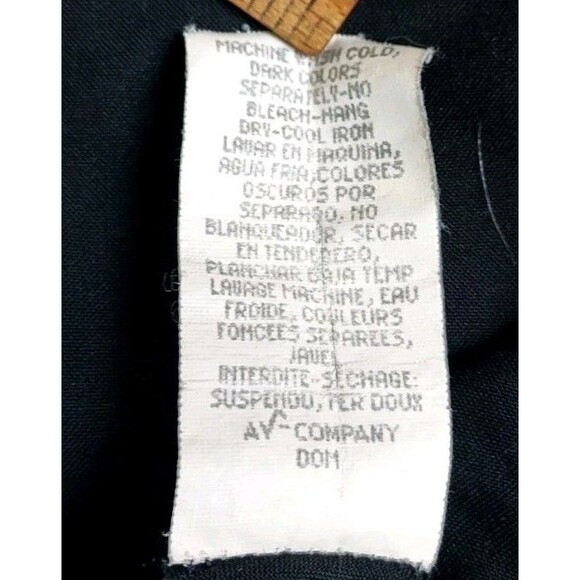 MACHINE WASH COLD,
DARK COLORS
SEPARATELY-NO
BLEACH-HANG
DRY-COOL IRON
LAVAR EN MAQUINA,
AGUA FRIA,COLORES
OSCUROS POR
SEPARADO, NO
BLANQUEADOR, SECAR
EN TENDEDERO,
PLANCHAR BAJA TEMP
LAVAGE MACHINE, EAU
FROIDE, COULEURS
FONCEES SEPAREES,
JAVEL
INTERDITE-SECHAGE:
SUSPENDU, FER DOUX
AV COMPANY
DOM